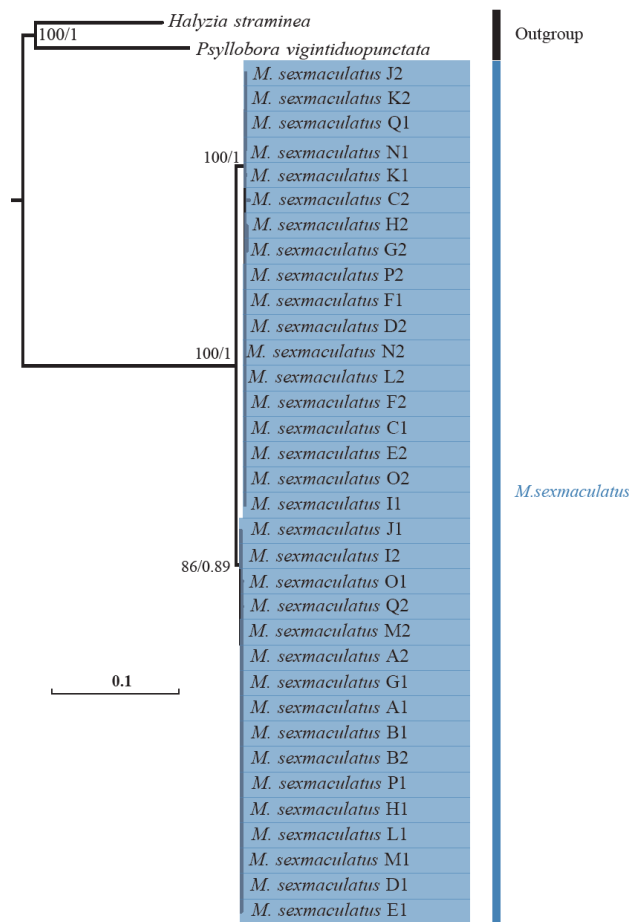 Halyzia straminea
100/1
Outgroup
Psyllobora vigintiduopunctata
M. sexmaculatus J2
M. sexmaculatus K2
M. sexmaculatus Q1
M. sexmaculatus N1
100/1
M. sexmaculatus K1
M. sexmaculatus C2
M. sexmaculatus H2
M. sexmaculatus G2
M. sexmaculatus P2
M. sexmaculatus F1
M. sexmaculatus D2
100/1
M. sexmaculatus N2
M. sexmaculatus L2
M. sexmaculatus F2
M. sexmaculatus C1
M. sexmaculatus E2
M. sexmaculatus O2
M.sexmaculatus
M. sexmaculatus I1
M. sexmaculatus J1
M. sexmaculatus I2
86/0.89
M. sexmaculatus O1
M. sexmaculatus Q2
M. sexmaculatus M2
M. sexmaculatus A2
0.1
M. sexmaculatus G1
M. sexmaculatus A1
M. sexmaculatus B1
M. sexmaculatus B2
M. sexmaculatus P1
M. sexmaculatus H1
M. sexmaculatus L1
M. sexmaculatus M1
M. sexmaculatus D1
M. sexmaculatus E1